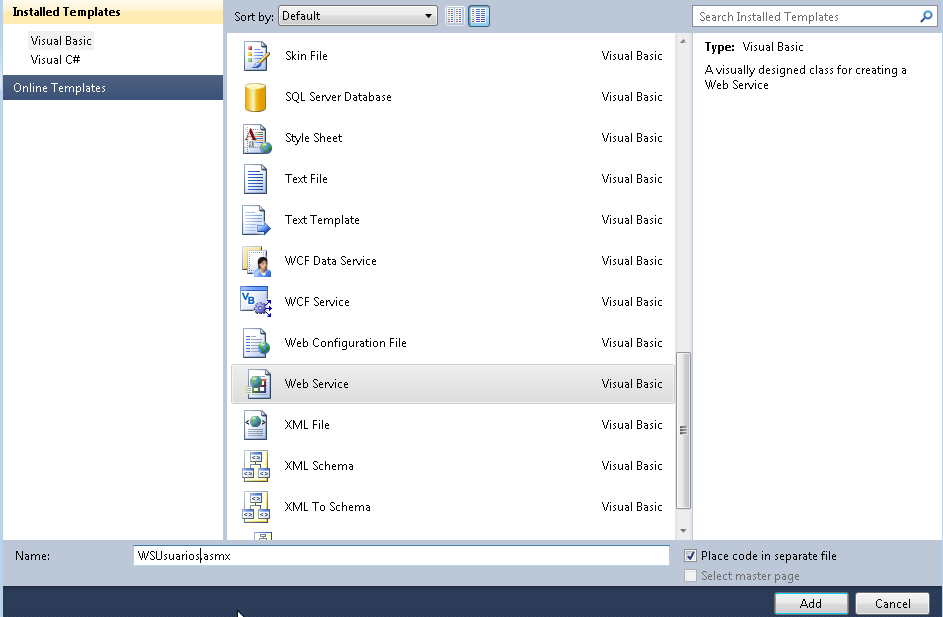 Installed Templates
Visual Basic
Visual C#
Online Templates
Sort by: Default
Skin File Visual Basic
SQL Server Database Visual Basic
Style Sheet Visual Basic
Text File Visual Basic
Text Template Visual Basic
WCF Data Service Visual Basic
WCF Service Visual Basic
Web Configuration File Visual Basic
Web Service Visual Basic
XML File Visual Basic
XML Schema Visual Basic
XML To Schema Visual Basic
Search Installed Templates
Type: Visual Basic
A visually designed class for creating a
Web Service
Name: WSUsuarios.asmx
Place code in separate file
Select master page
Add Cancel